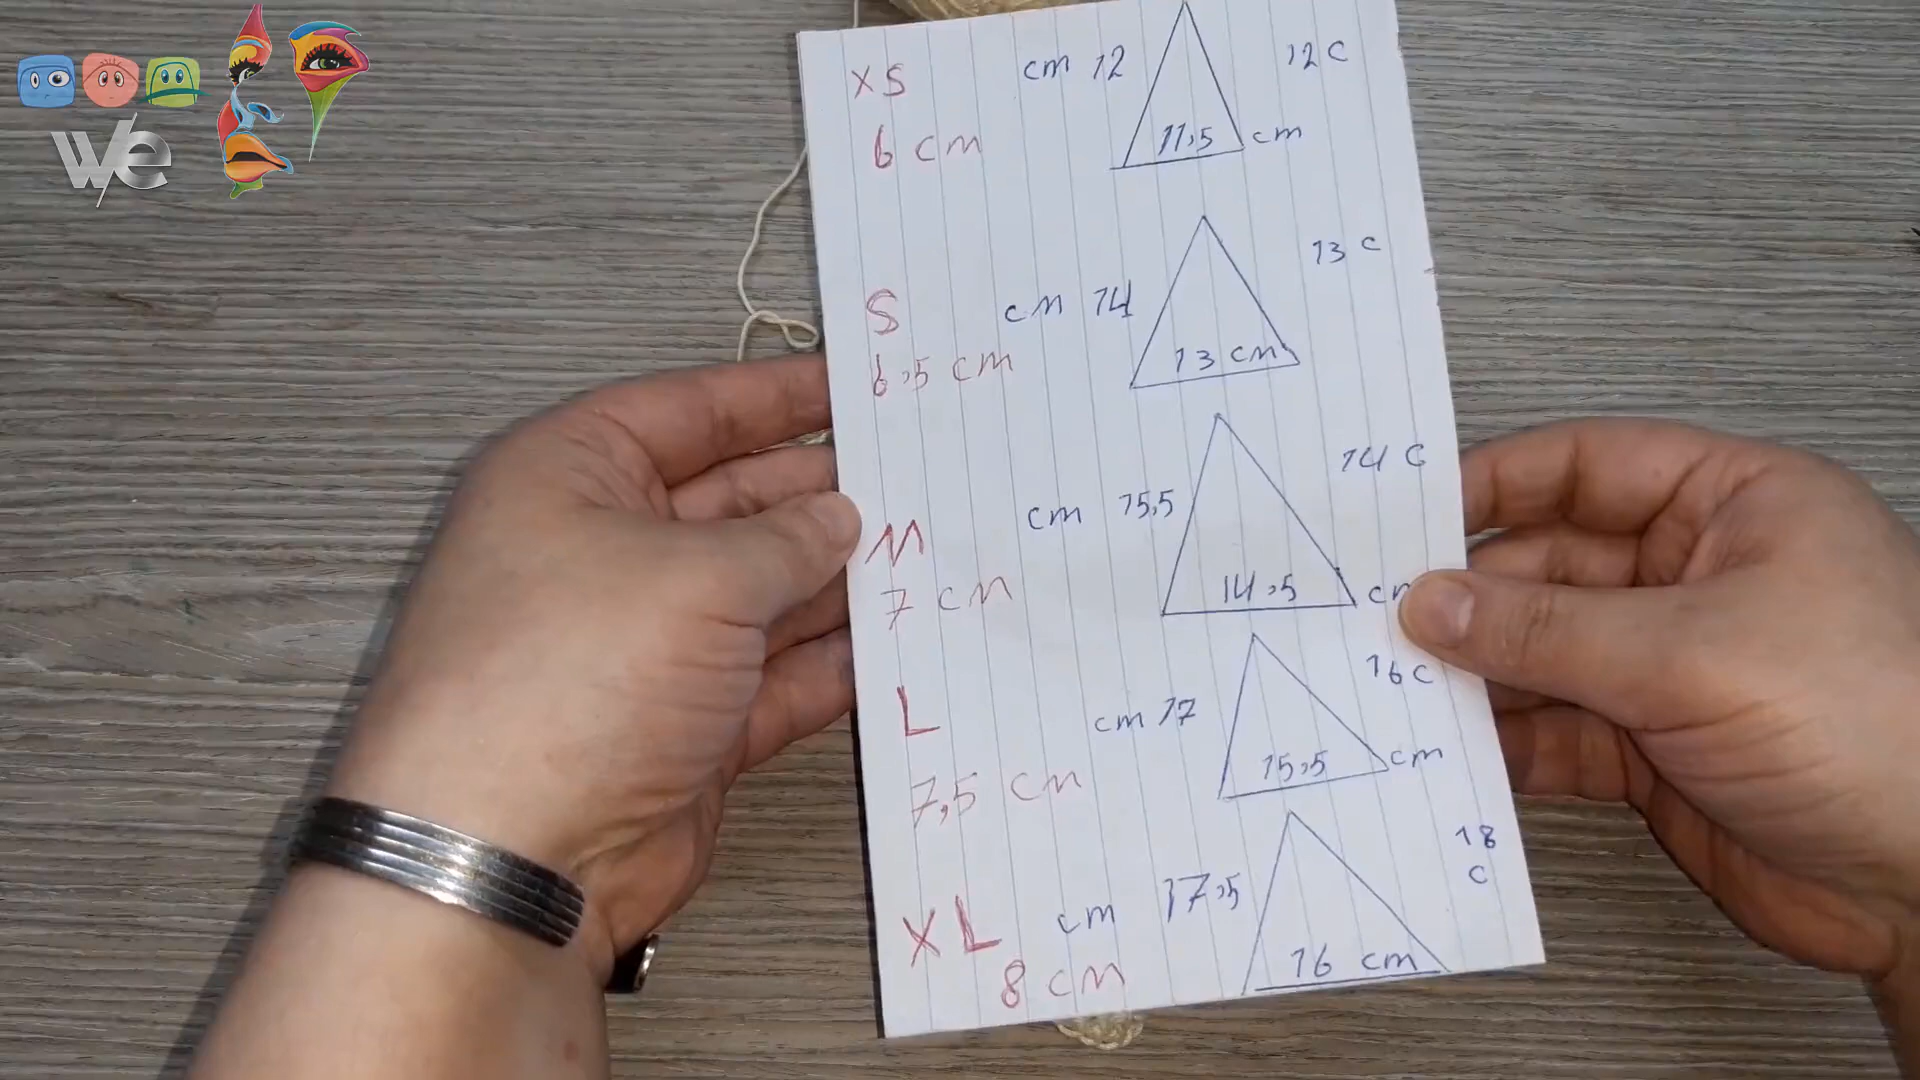 we
XS cm 12 12 C
6 cm 11,5 cm
S cm 14 13 C
6,5 cm 13 cm
M cm 15,5 14 C
7 cm 14,5 cm
L cm 17 16 C
7,5 cm 15,5 cm
XL cm 17,5 18
C
8 cm 16 cm